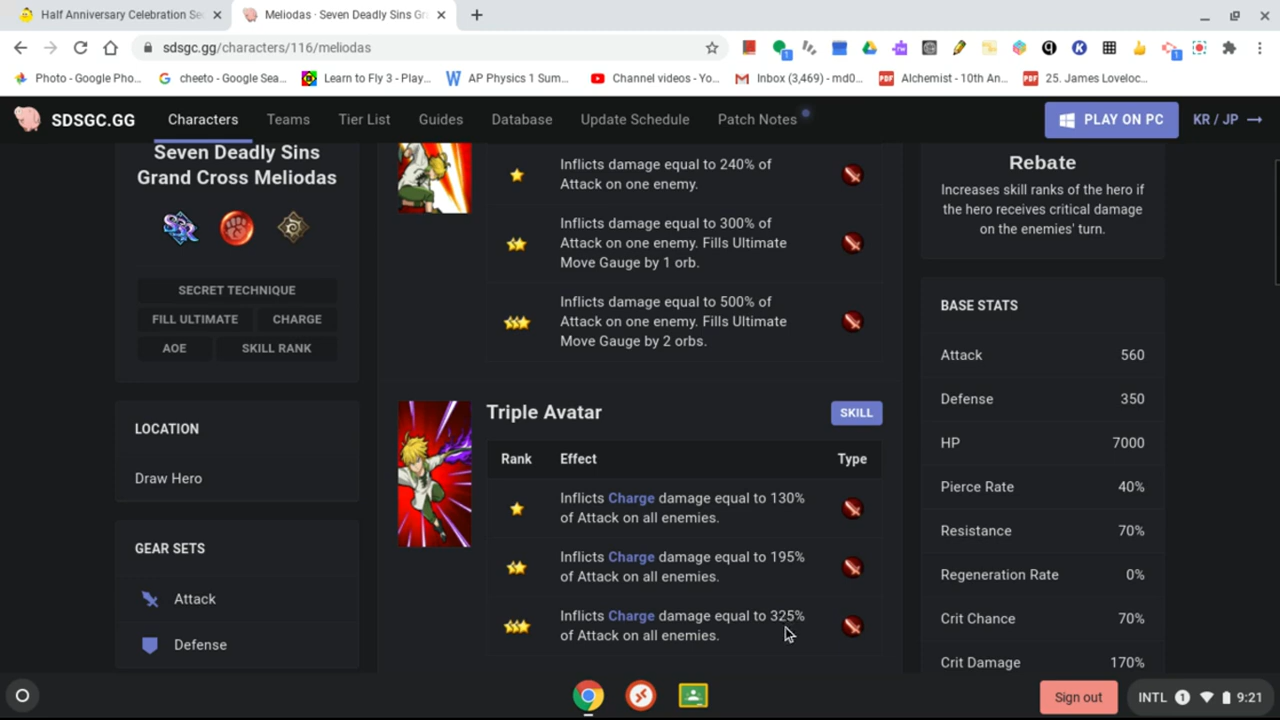 Half Anniversary Celebration Se
Meliodas · Seven Deadly Sins Gr
sdsgc.gg/characters/116/meliodas
Photo - Google Pho...
cheeto - Google Sea...
Learn to Fly 3 - Play...
AP Physics 1 Sum...
Channel videos - Yo...
Inbox (3,469) - md0...
Alchemist - 10th An...
25. James Loveloc...
SDSGC.GG
Characters
Teams
Tier List
Guides
Database
Update Schedule
Patch Notes
PLAY ON PC
KR / JP
Seven Deadly Sins
Grand Cross Meliodas
SSR
SECRET TECHNIQUE
FILL ULTIMATE
CHARGE
AOE
SKILL RANK
LOCATION
Draw Hero
GEAR SETS
Attack
Defense
Inflicts damage equal to 240% of
Attack on one enemy.
Inflicts damage equal to 300% of
Attack on one enemy. Fills Ultimate
Move Gauge by 1 orb.
Inflicts damage equal to 500% of
Attack on one enemy. Fills Ultimate
Move Gauge by 2 orbs.
Triple Avatar
SKILL
Rank
Effect
Type
Inflicts Charge damage equal to 130%
of Attack on all enemies.
Inflicts Charge damage equal to 195%
of Attack on all enemies.
Inflicts Charge damage equal to 325%
of Attack on all enemies.
Rebate
Increases skill ranks of the hero if
the hero receives critical damage
on the enemies' turn.
BASE STATS
Attack 560
Defense 350
HP 7000
Pierce Rate 40%
Resistance 70%
Regeneration Rate 0%
Crit Chance 70%
Crit Damage 170%
Sign out
INTL 1 9:21